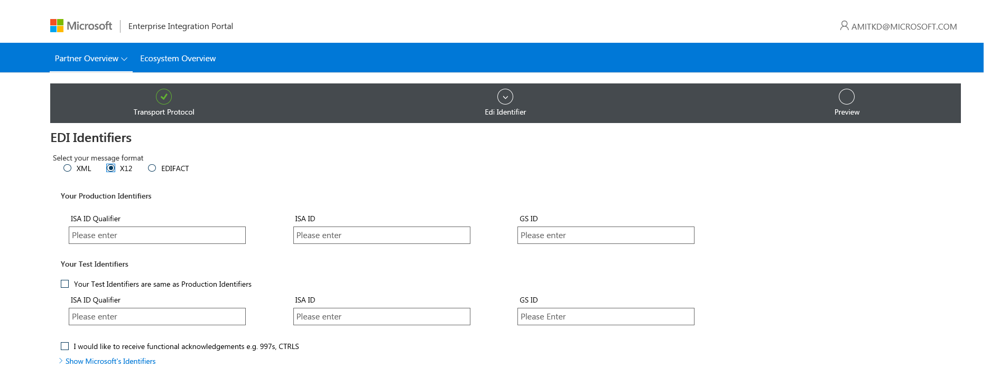 Microsoft Enterprise Integration Portal AMITKD@MICROSOFT.COM
Partner Overview Ecosystem Overview
Transport Protocol Edi Identifier Preview
EDI Identifiers
Select your message format
XML X12 EDIFACT
Your Production Identifiers
ISA ID Qualifier ISA ID GS ID
Please enter Please enter Please enter
Your Test Identifiers
Your Test Identifiers are same as Production Identifiers
ISA ID Qualifier ISA ID GS ID
Please enter Please enter Please Enter
I would like to receive functional acknowledgements e.g. 997s, CTRLS
Show Microsoft's Identifiers